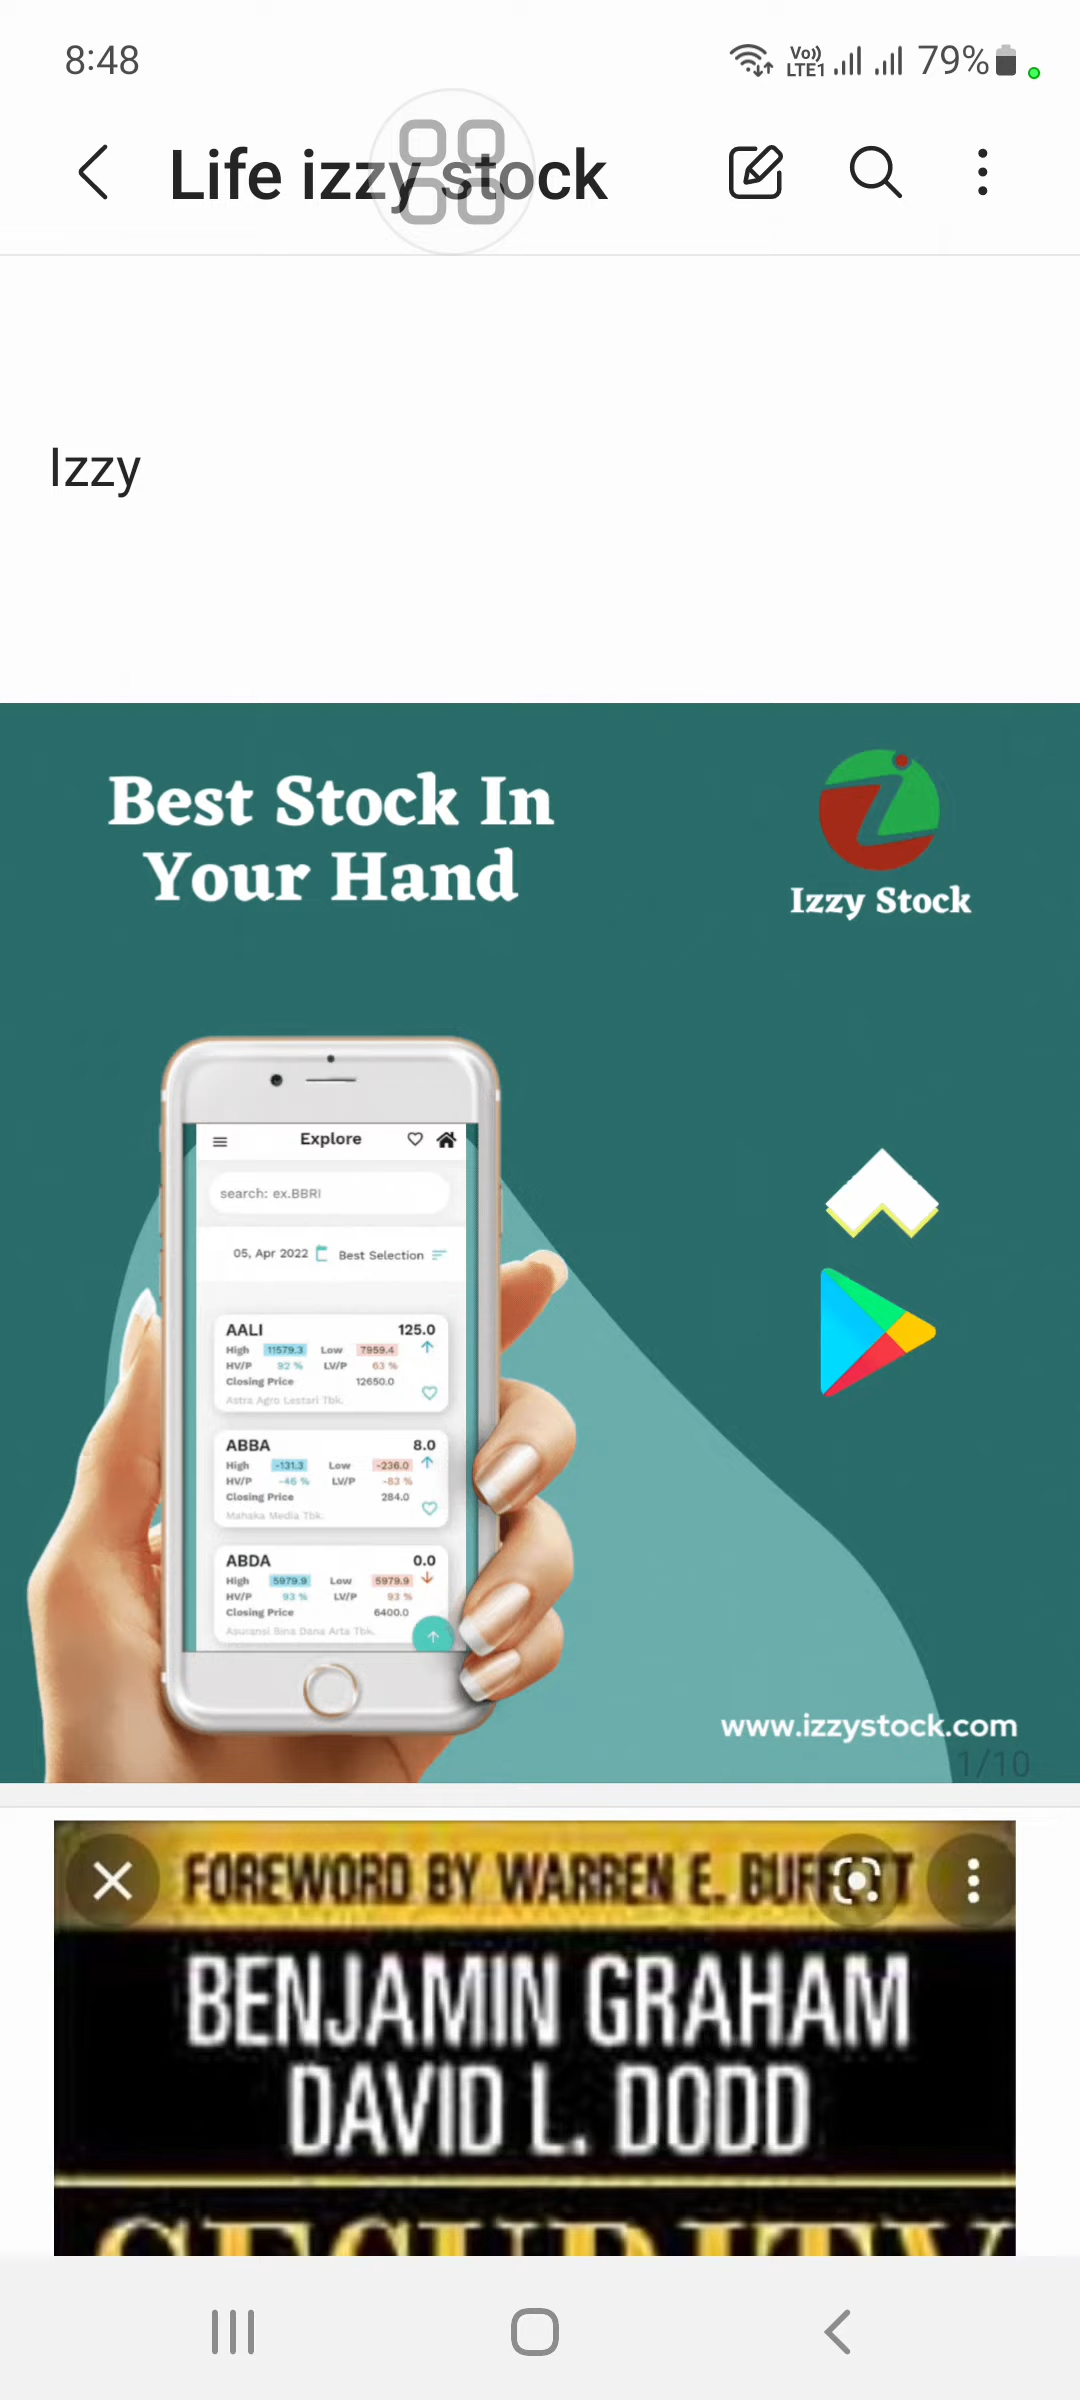 8:48
Vo))
LTE1
79%
Life izzy stock
Izzy
Best Stock In
Your Hand
Izzy Stock
Explore
search: ex.BBRI
05, Apr 2022
Best Selection
AALI 125.0
High 11579.3 Low 7959.4
HV/P 92 % LV/P 63 %
Closing Price 12650.0
Astra Agro Lestari Tbk.
ABBA 8.0
High -131.3 Low -236.0
HV/P -46 % LV/P -83 %
Closing Price 284.0
Mahaka Media Tbk.
ABDA 0.0
High 5979.9 Low 5979.9
HV/P 93 % LV/P 93 %
Closing Price 6400.0
Asuransi Bina Dana Arta Tbk.
www.izzystock.com
1/10
FOREWORD BY WARREN E.
BENJAMIN GRAHAM
DAVID L. DODD
SECURITY